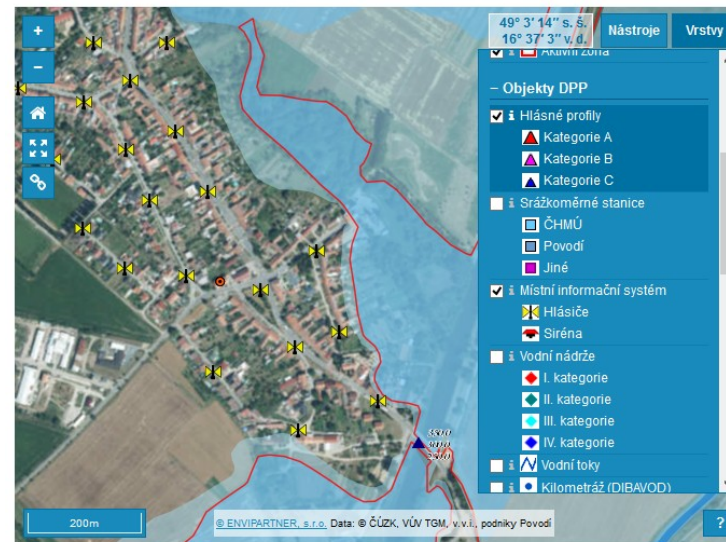 +
−
49° 3' 14'' s. š.
16° 37' 3'' v. d.
Nástroje
Vrstvy
i Aktivní zóna
− Objekty DPP
i Hlásné profily
Kategorie A
Kategorie B
Kategorie C
i Srážkoměrné stanice
ČHMÚ
Povodí
Jiné
i Místní informační systém
Hlásiče
Siréna
i Vodní nádrže
I. kategorie
II. kategorie
III. kategorie
IV. kategorie
i Vodní toky
i Kilometráž (DIBAVOD)
200m
© ENVIPARTNER, s.r.o. Data: © ČÚZK, VÚV TGM, v.v.i., podniky Povodí
?